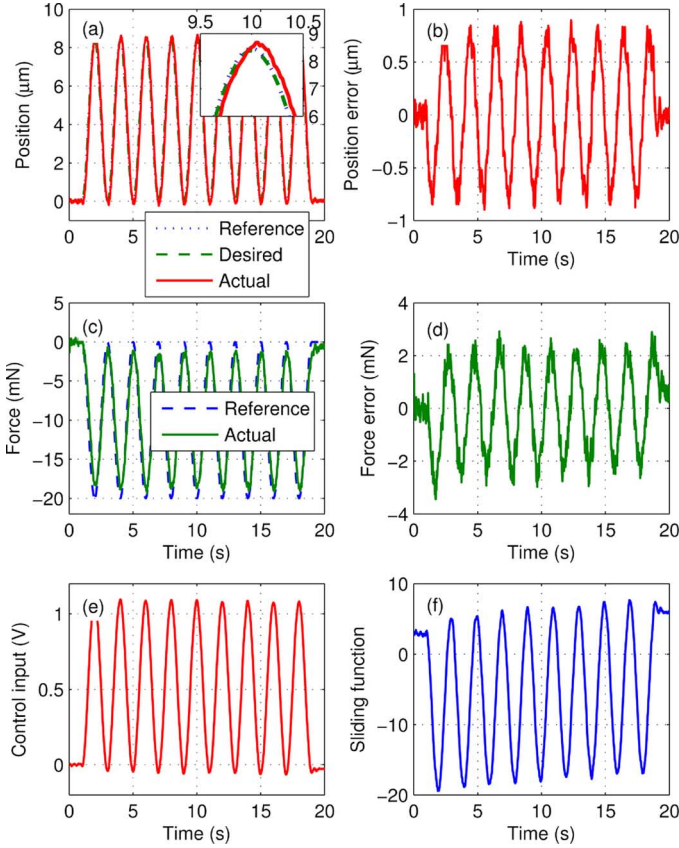 (a)
9.5 10 10.5
9
8
7
6
10
8
6
4
2
0
Position (μm)
0 5 10 15 20
Reference
Desired
Actual
(b)
1
0.5
0
−0.5
−1
Position error (μm)
0 5 10 15 20
Time (s)
(c)
5
0
−5
−10
−15
−20
Force (mN)
Reference
Actual
0 5 10 15 20
Time (s)
(d)
4
2
0
−2
−4
Force error (mN)
0 5 10 15 20
Time (s)
(e)
1
0.5
0
Control input (V)
0 5 10 15 20
Time (s)
(f)
10
0
−10
−20
Sliding function
0 5 10 15 20
Time (s)